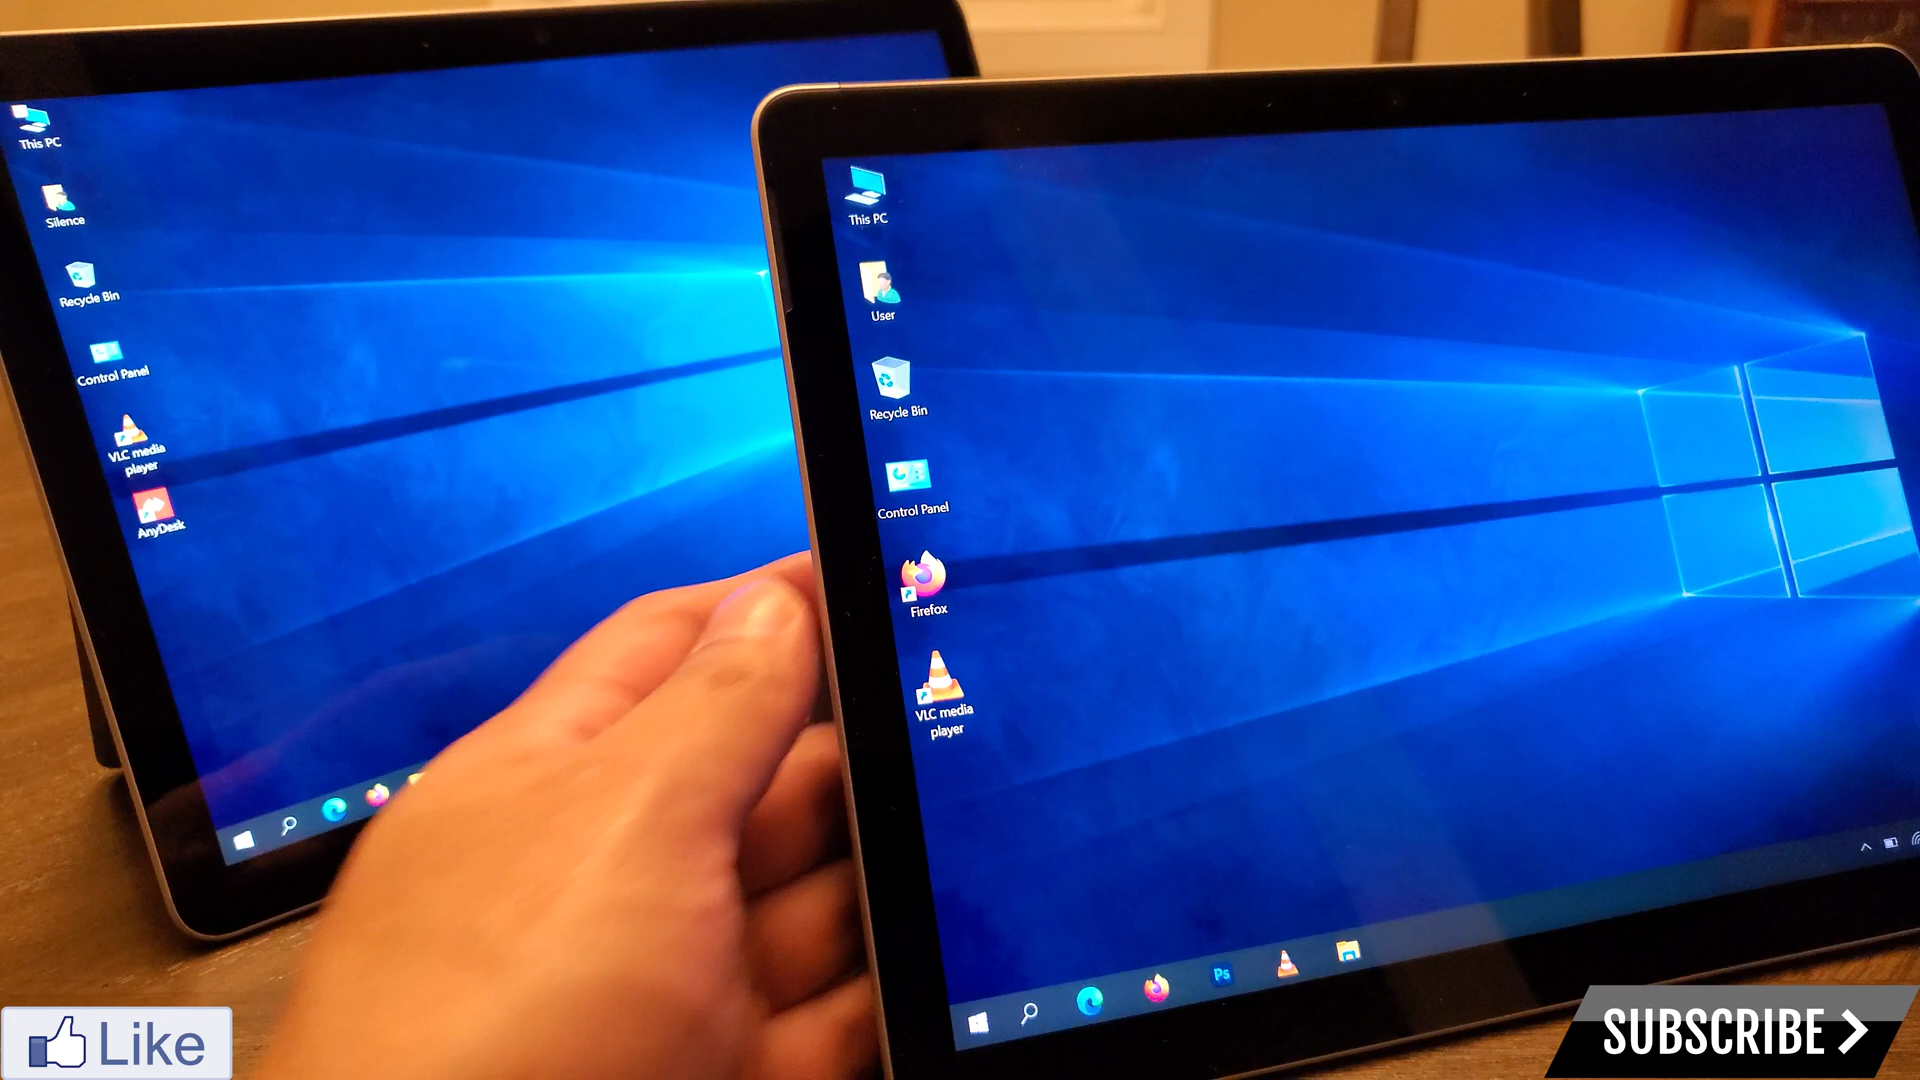 This PC
Silence
Recycle Bin
Control Panel
VLC media
player
AnyDesk
This PC
User
Recycle Bin
Control Panel
Firefox
VLC media
player
Ps
Like
SUBSCRIBE